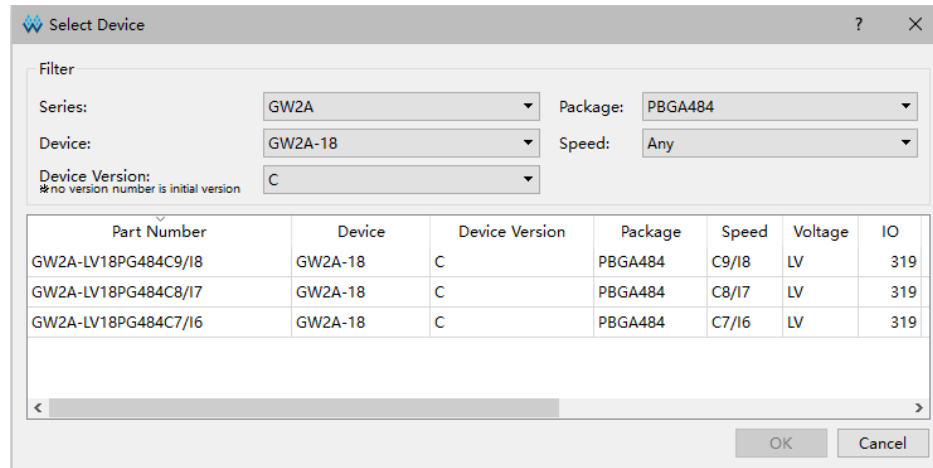 Select Device
?
Filter
Series: GW2A Package: PBGA484
Device: GW2A-18 Speed: Any
Device Version: C
※no version number is initial version
Part Number Device Device Version Package Speed Voltage IO
GW2A-LV18PG484C9/I8 GW2A-18 C PBGA484 C9/I8 LV 319
GW2A-LV18PG484C8/I7 GW2A-18 C PBGA484 C8/I7 LV 319
GW2A-LV18PG484C7/I6 GW2A-18 C PBGA484 C7/I6 LV 319
OK Cancel